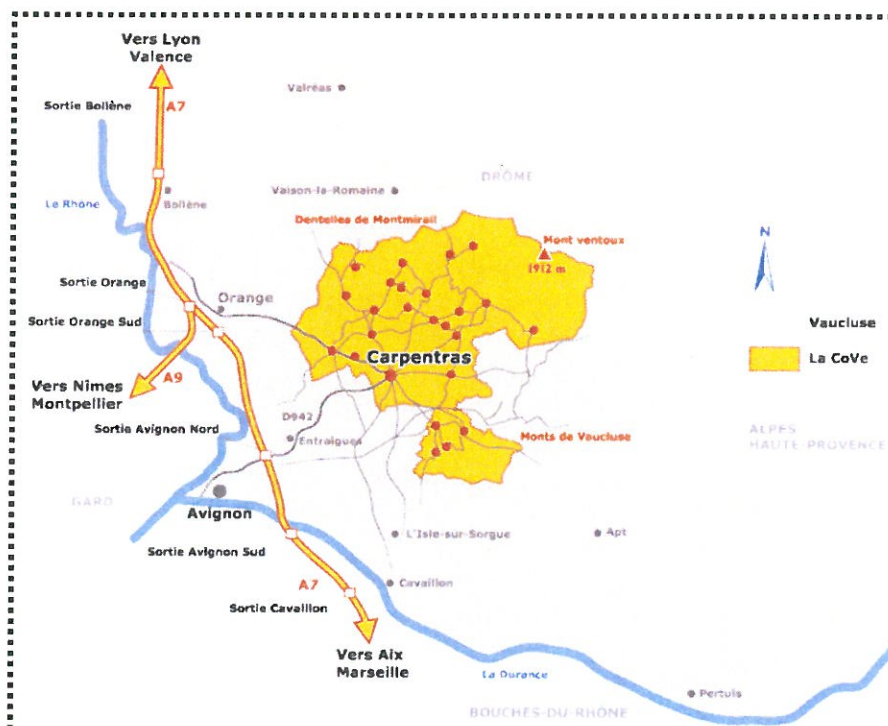 Vers Lyon
Valence
A7
Sortie Bollène
Valréas
DRÔME
Le Rhône
Bollène
Vaison-la-Romaine
Dentelles de Montmirail
Mont ventoux
1912 m
N
Sortie Orange
Orange
Sortie Orange Sud
Vaucluse
La CoVe
Carpentras
Vers Nîmes
Montpellier
A9
D942
Sortie Avignon Nord
Entraigues
Monts de Vaucluse
ALPES
HAUTE-PROVENCE
GARD
Avignon
Sortie Avignon Sud
L'Isle-sur-Sorgue
Apt
A7
Cavaillon
Sortie Cavaillon
Vers Aix
Marseille
La Durance
Pertuis
BOUCHES-DU-RHÔNE